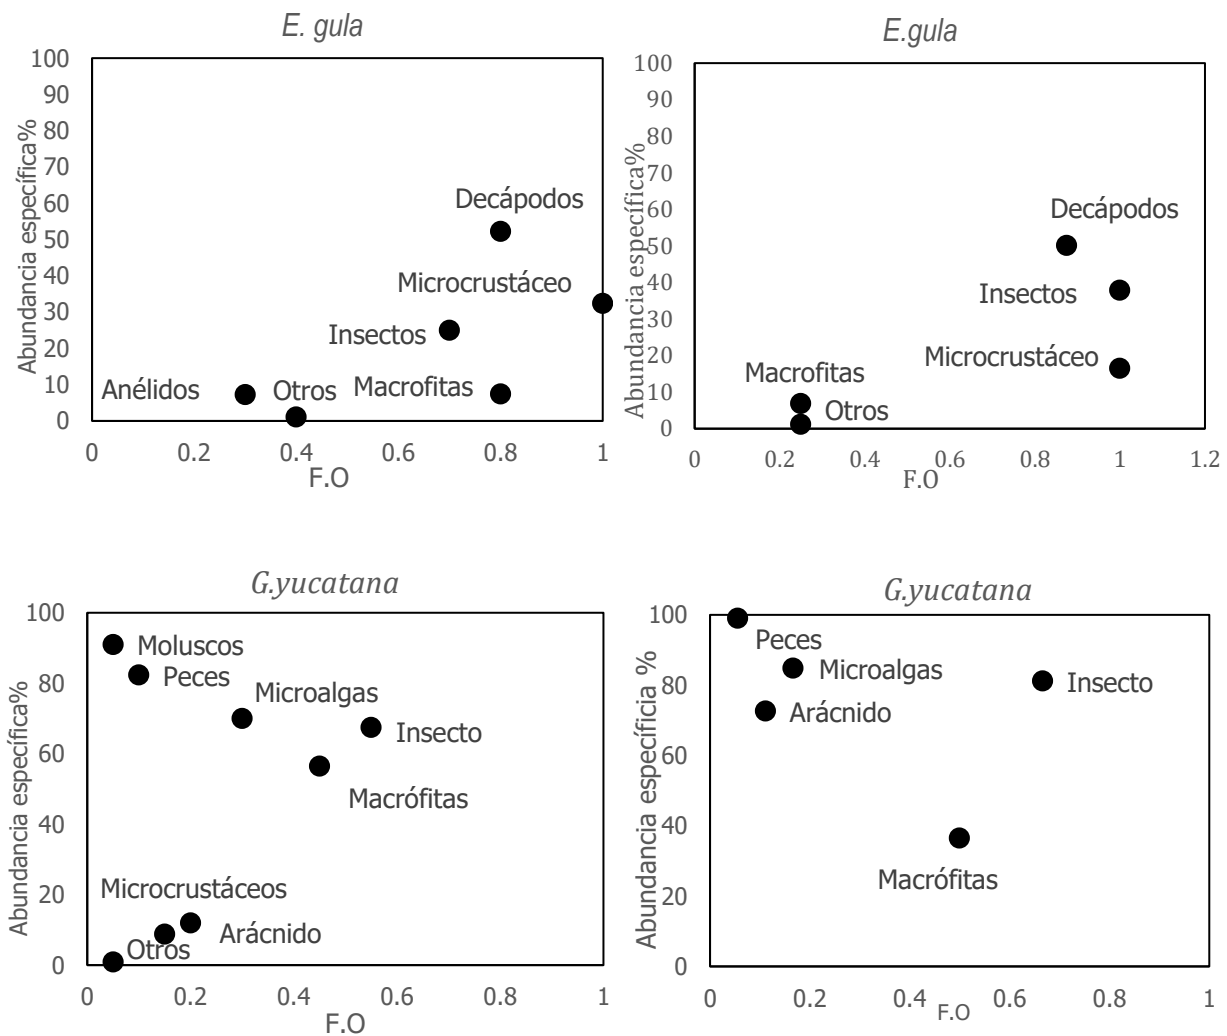 E. gula
100
90
80
70
60
50
40
30
20
10
0
Abundancia específica%
Decápodos
Microcrustáceo
Insectos
Anélidos
Otros
Macrofitas
0 0.2 0.4 0.6 0.8 1
F.O
E.gula
100
90
80
70
60
50
40
30
20
10
0
Abundancia específica%
Decápodos
Insectos
Microcrustáceo
Macrofitas
Otros
0 0.2 0.4 0.6 0.8 1 1.2
F.O
G.yucatana
100
80
60
40
20
0
Abundancia específica%
Moluscos
Peces
Microalgas
Insecto
Macrófitas
Microcrustáceos
Arácnido
Otros
0 0.2 0.4 0.6 0.8 1
F.O
G.yucatana
100
80
60
40
20
0
Abundancia específicia %
Peces
Microalgas
Insecto
Arácnido
Macrófitas
0 0.2 0.4 0.6 0.8 1
F.O